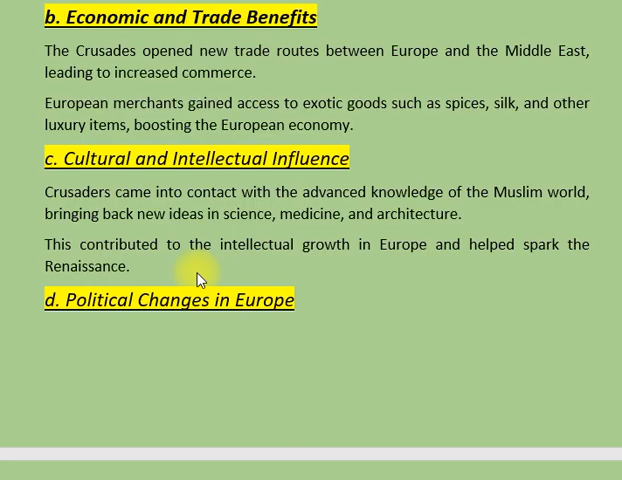 b. Economic and Trade Benefits
The Crusades opened new trade routes between Europe and the Middle East,
leading to increased commerce.
European merchants gained access to exotic goods such as spices, silk, and other
luxury items, boosting the European economy.
c. Cultural and Intellectual Influence
Crusaders came into contact with the advanced knowledge of the Muslim world,
bringing back new ideas in science, medicine, and architecture.
This contributed to the intellectual growth in Europe and helped spark the
Renaissance.
d. Political Changes in Europe